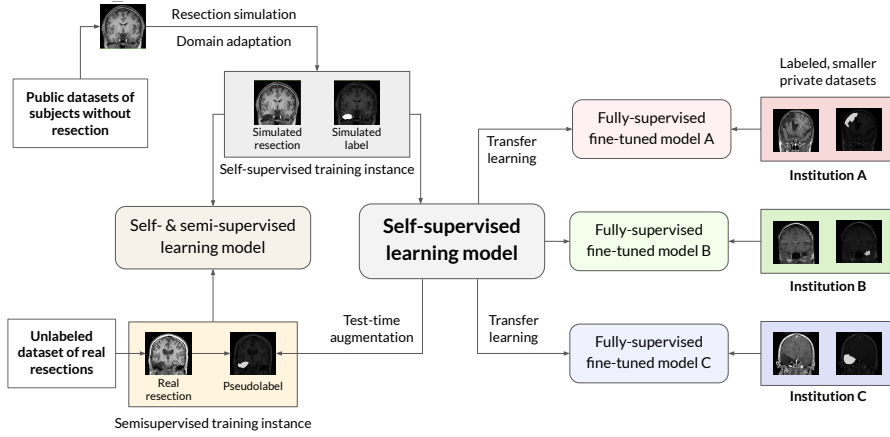 Resection simulation
Domain adaptation
Public datasets of
subjects without
resection
Simulated
resection
Simulated
label
Self-supervised training instance
Self- & semi-supervised
learning model
Unlabeled
dataset of real
resections
Real
resection
Pseudolabel
Semisupervised training instance
Test-time
augmentation
Self-supervised
learning model
Transfer
learning
Transfer
learning
Fully-supervised
fine-tuned model A
Fully-supervised
fine-tuned model B
Fully-supervised
fine-tuned model C
Labeled, smaller
private datasets
Institution A
Institution B
Institution C